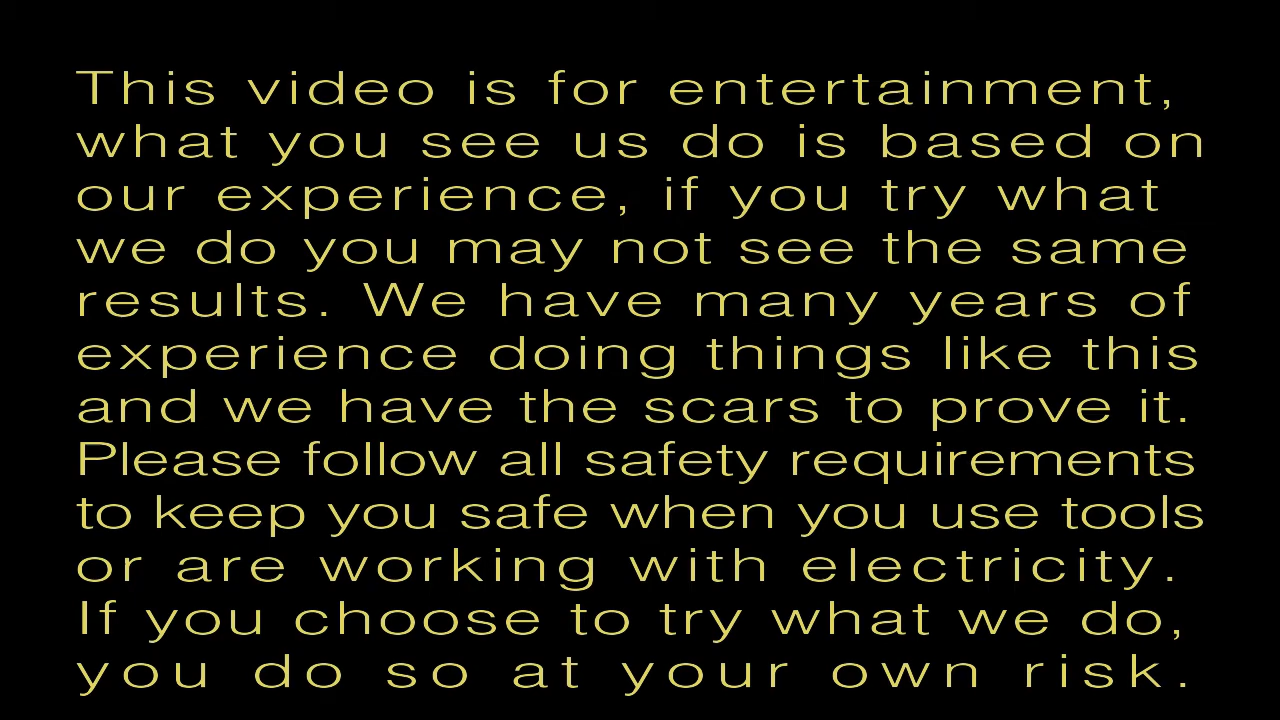 This video is for entertainment,
what you see us do is based on
our experience, if you try what
we do you may not see the same
results. We have many years of
experience doing things like this
and we have the scars to prove it.
Please follow all safety requirements
to keep you safe when you use tools
or are working with electricity.
If you choose to try what we do,
you do so at your own risk.